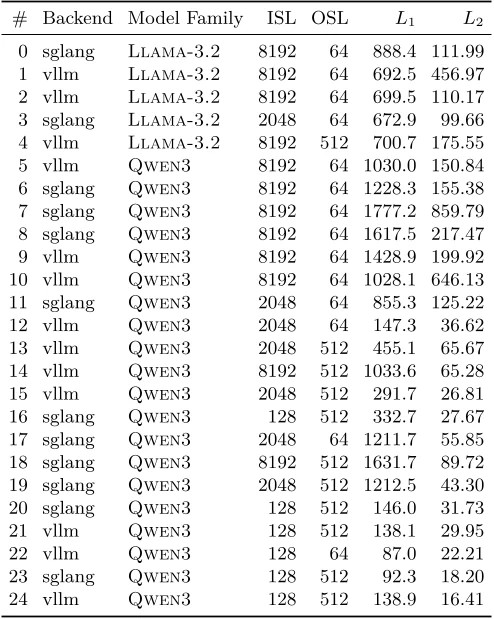 # Backend Model Family ISL OSL L1 L2
0 sglang Llama-3.2 8192 64 888.4 111.99
1 vllm Llama-3.2 8192 64 692.5 456.97
2 vllm Llama-3.2 8192 64 699.5 110.17
3 sglang Llama-3.2 2048 64 672.9 99.66
4 vllm Llama-3.2 8192 512 700.7 175.55
5 vllm Qwen3 8192 64 1030.0 150.84
6 sglang Qwen3 8192 64 1228.3 155.38
7 sglang Qwen3 8192 64 1777.2 859.79
8 sglang Qwen3 8192 64 1617.5 217.47
9 vllm Qwen3 8192 64 1428.9 199.92
10 vllm Qwen3 8192 64 1028.1 646.13
11 sglang Qwen3 2048 64 855.3 125.22
12 vllm Qwen3 2048 64 147.3 36.62
13 vllm Qwen3 2048 512 455.1 65.67
14 vllm Qwen3 8192 512 1033.6 65.28
15 vllm Qwen3 2048 512 291.7 26.81
16 sglang Qwen3 128 512 332.7 27.67
17 sglang Qwen3 2048 64 1211.7 55.85
18 sglang Qwen3 8192 512 1631.7 89.72
19 sglang Qwen3 2048 512 1212.5 43.30
20 sglang Qwen3 128 512 146.0 31.73
21 vllm Qwen3 128 512 138.1 29.95
22 vllm Qwen3 128 64 87.0 22.21
23 sglang Qwen3 128 512 92.3 18.20
24 vllm Qwen3 128 512 138.9 16.41